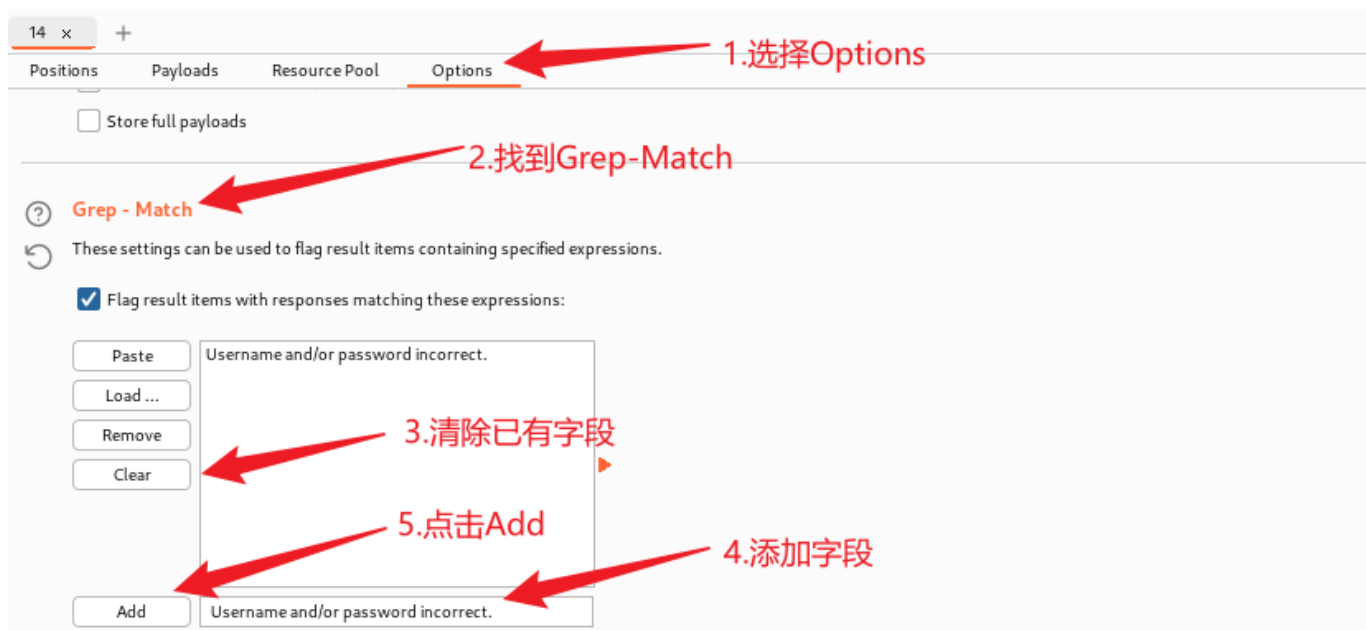 14 × +
1.选择Options
Positions Payloads Resource Pool Options
Store full payloads
2.找到Grep-Match
Grep - Match
These settings can be used to flag result items containing specified expressions.
Flag result items with responses matching these expressions:
Paste
Username and/or password incorrect.
Load ...
Remove
3.清除已有字段
Clear
5.点击Add
4.添加字段
Add
Username and/or password incorrect.